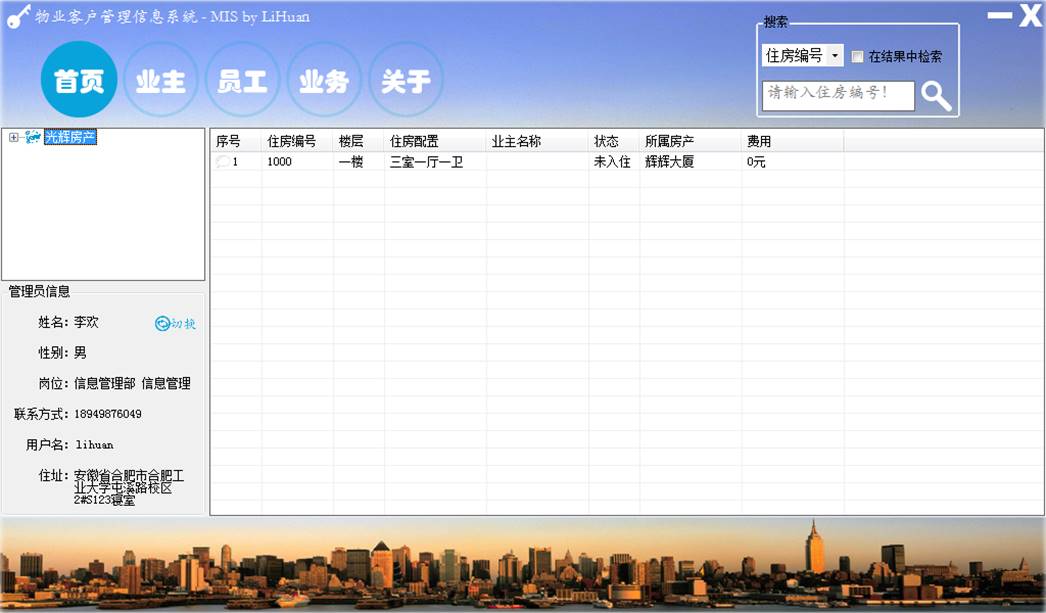 物业客户管理信息系统 - MIS by LiHuan
搜索
首页 业主 员工 业务 关于
住房编号 在结果中检索
请输入住房编号！
光辉房产
序号 住房编号 楼层 住房配置 业主名称 状态 所属房产 费用
1 1000 一楼 三室一厅一卫 未入住 辉辉大厦 0元
管理员信息
姓名：李欢 切换
性别：男
岗位：信息管理部 信息管理
联系方式：18949876049
用户名：lihuan
住址：安徽省合肥市合肥工
业大学屯溪路校区
2#S123寝室